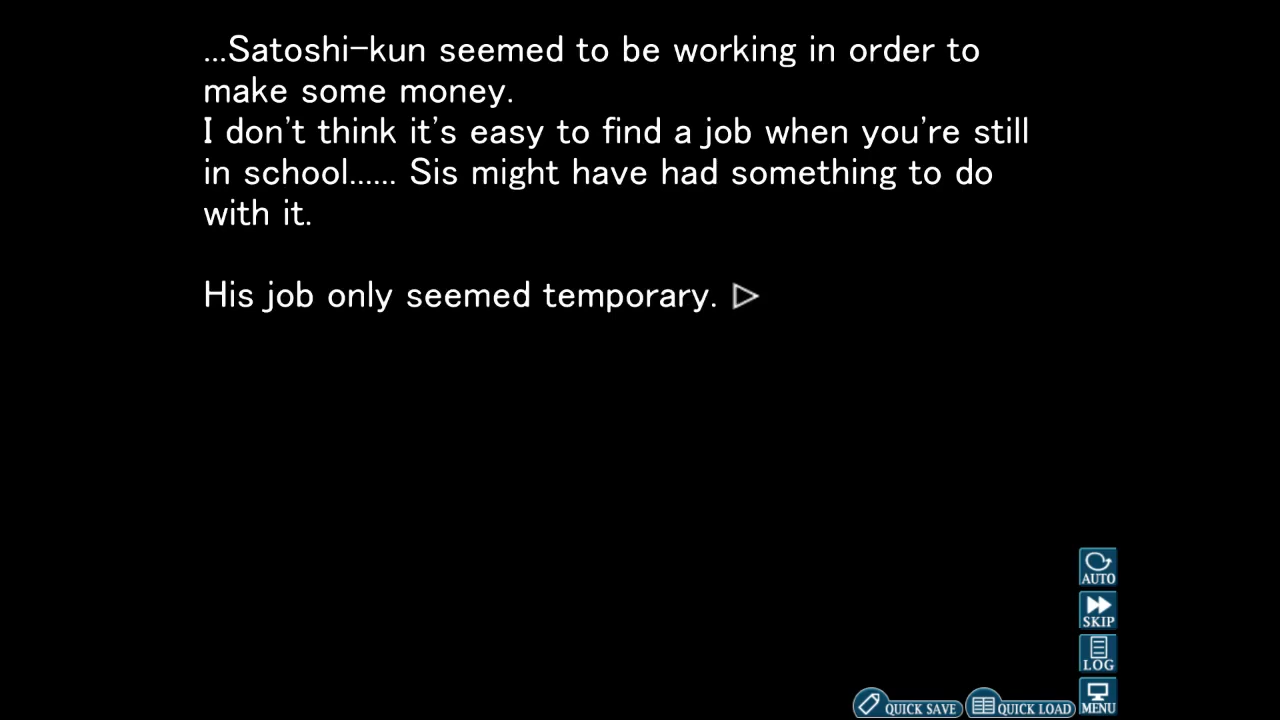 ...Satoshi-kun seemed to be working in order to
make some money.
I don't think it's easy to find a job when you're still
in school...... Sis might have had something to do
with it.
His job only seemed temporary.
AUTO
SKIP
LOG
MENU
QUICK SAVE
QUICK LOAD